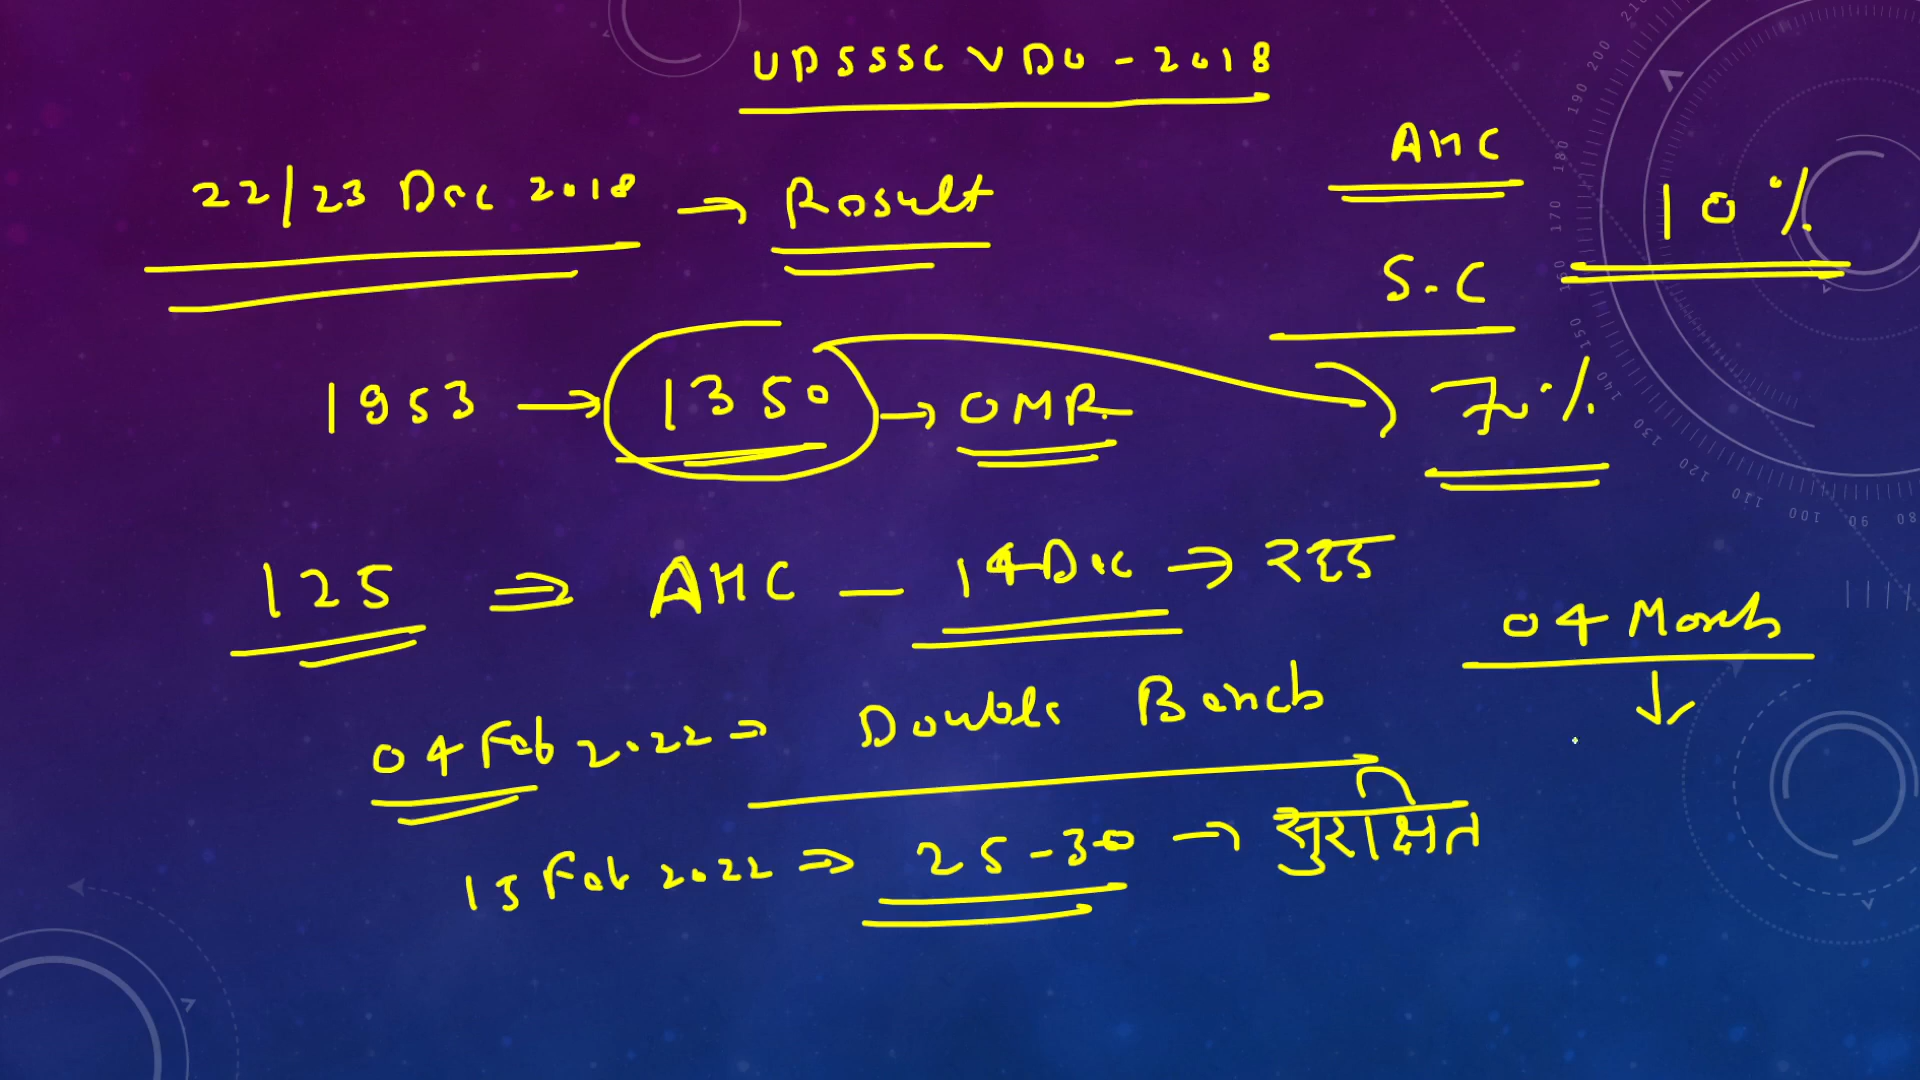 UPSSSC VDO - 2018
AHC
10%
22/23 Dec 2018 → Result
S.C
1953 → 1350 → OMR
70%
125 ⇒ AHC - 14 Dec → रद्द
04 March
↓
04 Feb 2022 ⇒ Double Bench
15 Feb 2022 ⇒ 25-30 → सुरक्षित